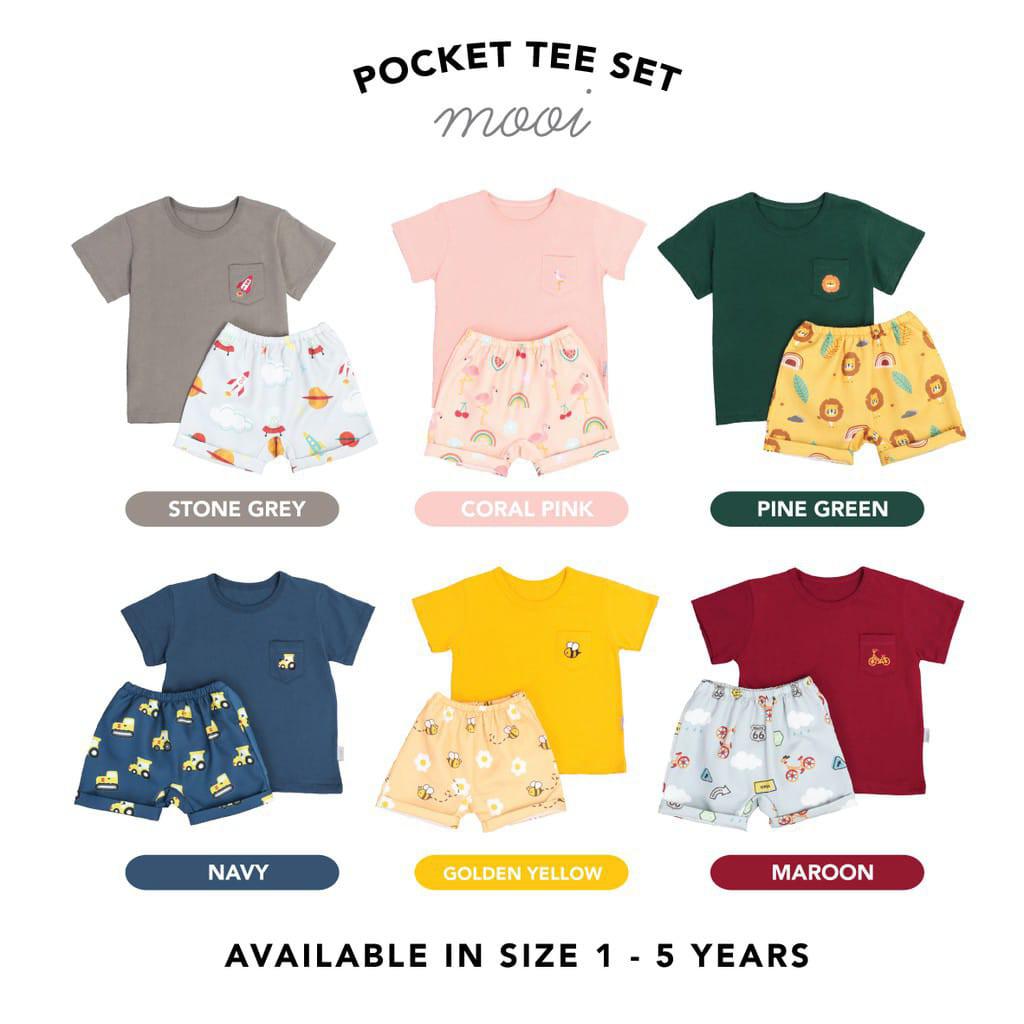 POCKET TEE SET
mooi
STONE GREY
CORAL PINK
PINE GREEN
66
NAVY
GOLDEN YELLOW
MAROON
AVAILABLE IN SIZE 1 - 5 YEARS